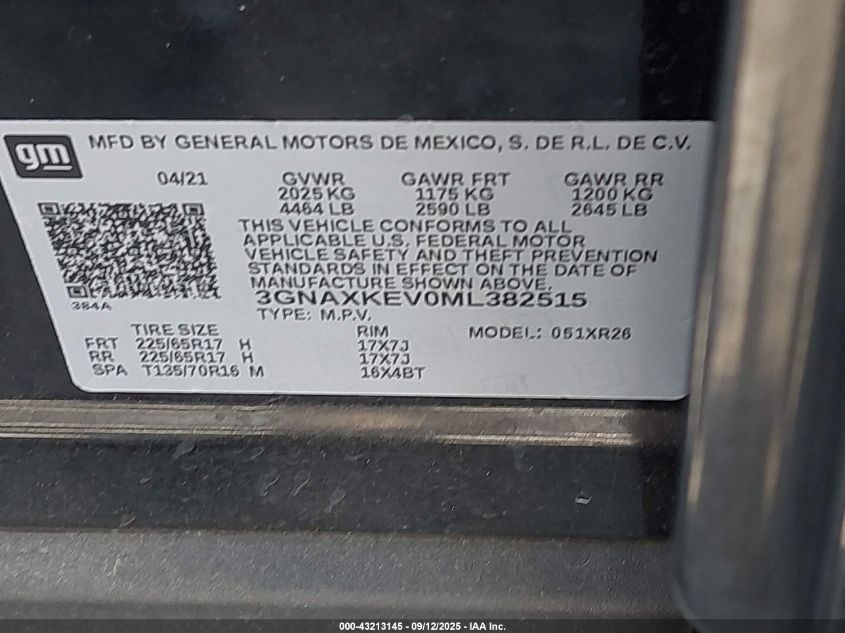 gm
MFD BY GENERAL MOTORS DE MEXICO, S. DE R.L. DE C.V.
04/21 GVWR GAWR FRT GAWR RR
2025 KG 1175 KG 1200 KG
4464 LB 2590 LB 2645 LB
THIS VEHICLE CONFORMS TO ALL
APPLICABLE U.S. FEDERAL MOTOR
VEHICLE SAFETY AND THEFT PREVENTION
STANDARDS IN EFFECT ON THE DATE OF
MANUFACTURE SHOWN ABOVE.
3GNAXKEV0ML382515
384A
TYPE: M.P.V.
TIRE SIZE RIM MODEL: 051XR26
FRT 225/65R17 H 17X7J
RR 225/65R17 H 17X7J
SPA T135/70R16 M 16X4BT
000-43213145 - 09/12/2025 - IAA Inc.